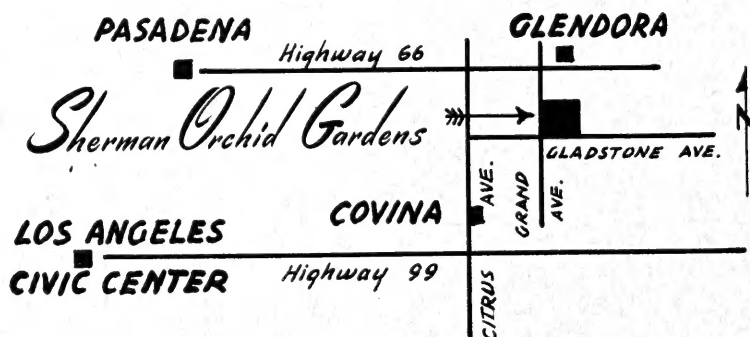 PASADENA
GLENDORA
Highway 66
Sherman Orchid Gardens
N
GLADSTONE AVE.
CITRUS AVE.
GRAND AVE.
COVINA
LOS ANGELES
CIVIC CENTER
Highway 99